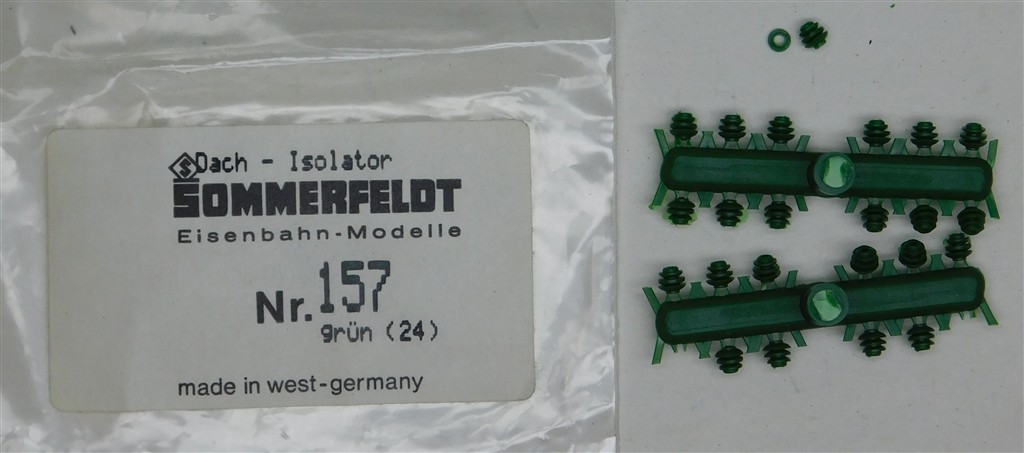 Dach - Isolator
SOMMERFELDT
Eisenbahn-Modelle
Nr. 157
grün (24)
made in west-germany